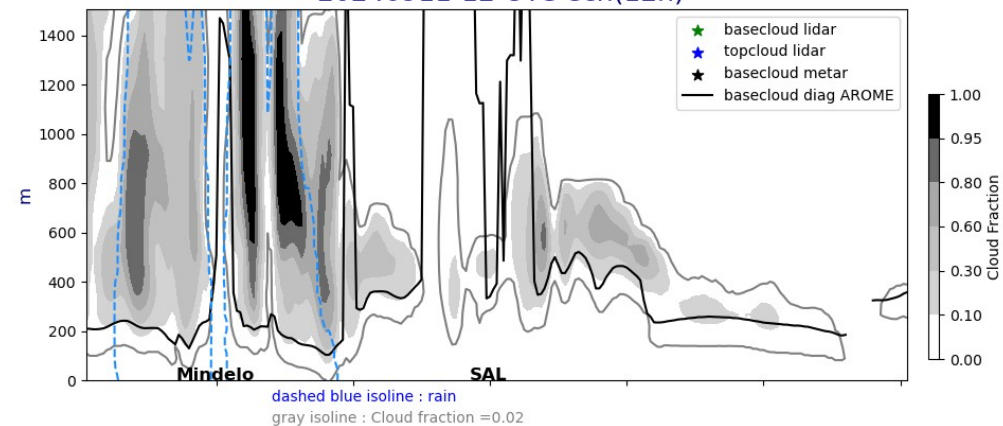 1400
1200
1000
800
600
400
200
0
m
basecloud lidar
topcloud lidar
basecloud metar
basecloud diag AROME
1.00
0.95
0.80
0.60
0.30
0.10
0.00
Cloud Fraction
Mindelo
SAL
dashed blue isoline : rain
gray isoline : Cloud fraction =0.02